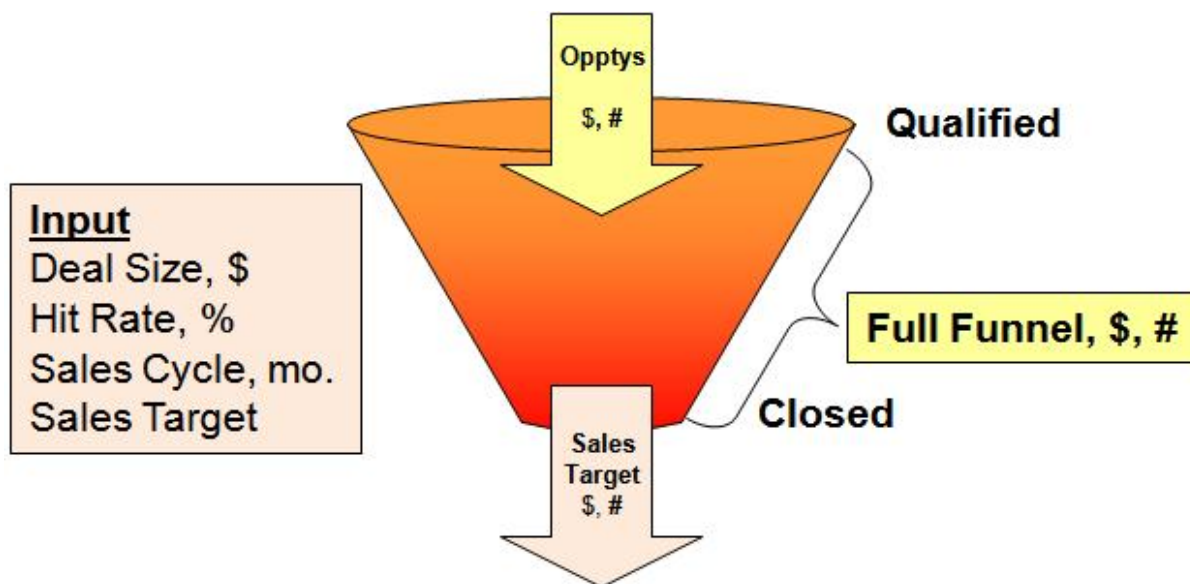 Opptys
$, #
Qualified
Input
Deal Size, $
Hit Rate, %
Sales Cycle, mo.
Sales Target
Full Funnel, $, #
Closed
Sales
Target
$, #